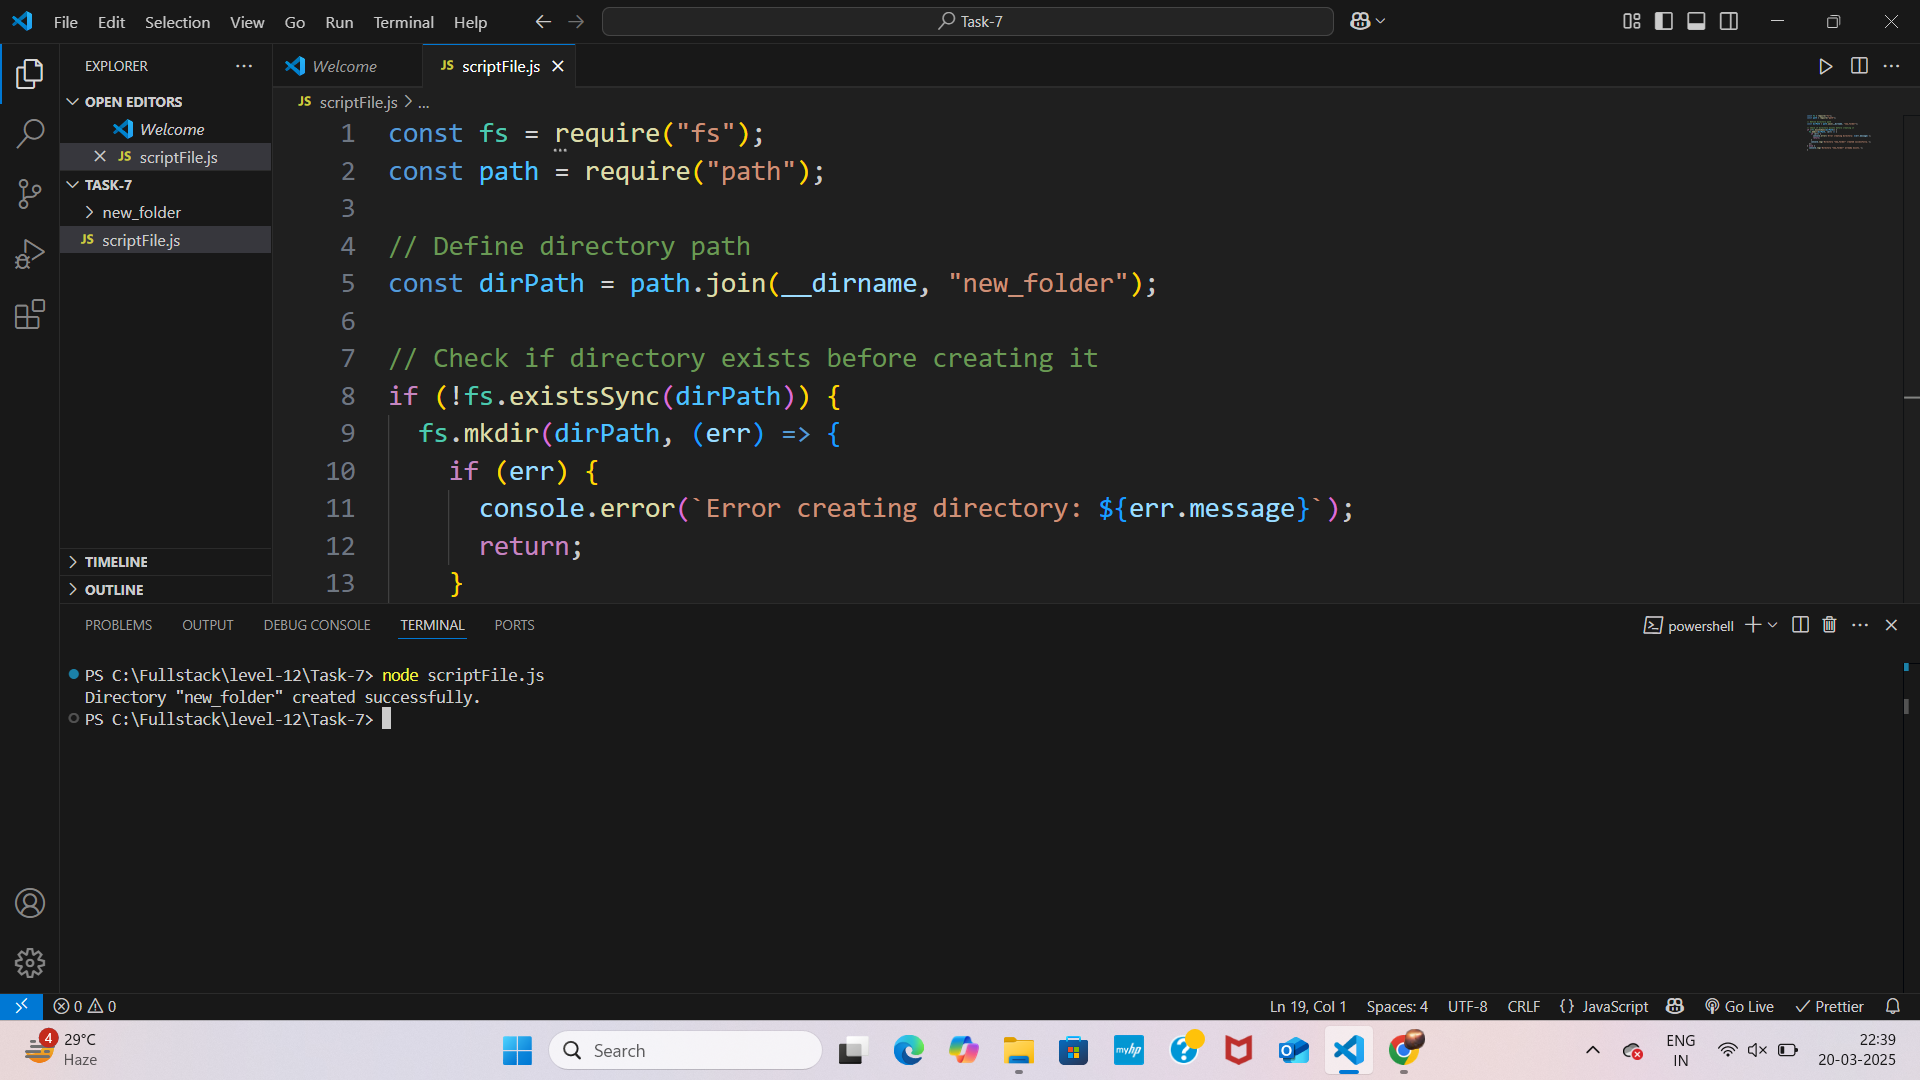 File Edit Selection View Go Run Terminal Help
Task-7
EXPLORER
OPEN EDITORS
Welcome
JS scriptFile.js
TASK-7
new_folder
JS scriptFile.js
TIMELINE
OUTLINE
Welcome
JS scriptFile.js
JS scriptFile.js > ...
1 const fs = require("fs");
2 const path = require("path");
3
4 // Define directory path
5 const dirPath = path.join(__dirname, "new_folder");
6
7 // Check if directory exists before creating it
8 if (!fs.existsSync(dirPath)) {
9 fs.mkdir(dirPath, (err) => {
10 if (err) {
11 console.error(`Error creating directory: ${err.message}`);
12 return;
13 }
PROBLEMS OUTPUT DEBUG CONSOLE TERMINAL PORTS
powershell
PS C:\Fullstack\level-12\Task-7> node scriptFile.js
Directory "new_folder" created successfully.
PS C:\Fullstack\level-12\Task-7>
0 0
Ln 19, Col 1 Spaces: 4 UTF-8 CRLF {} JavaScript Go Live Prettier
4
29°C
Haze
Search
myhp
ENG
IN
22:39
20-03-2025